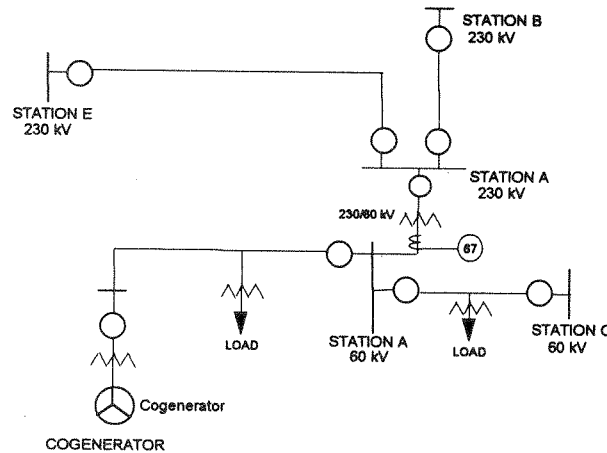 STATION B
230 kV
STATION E
230 kV
STATION A
230 kV
230/60 kV
67
STATION A
60 kV
LOAD
LOAD
STATION C
60 kV
Cogenerator
COGENERATOR